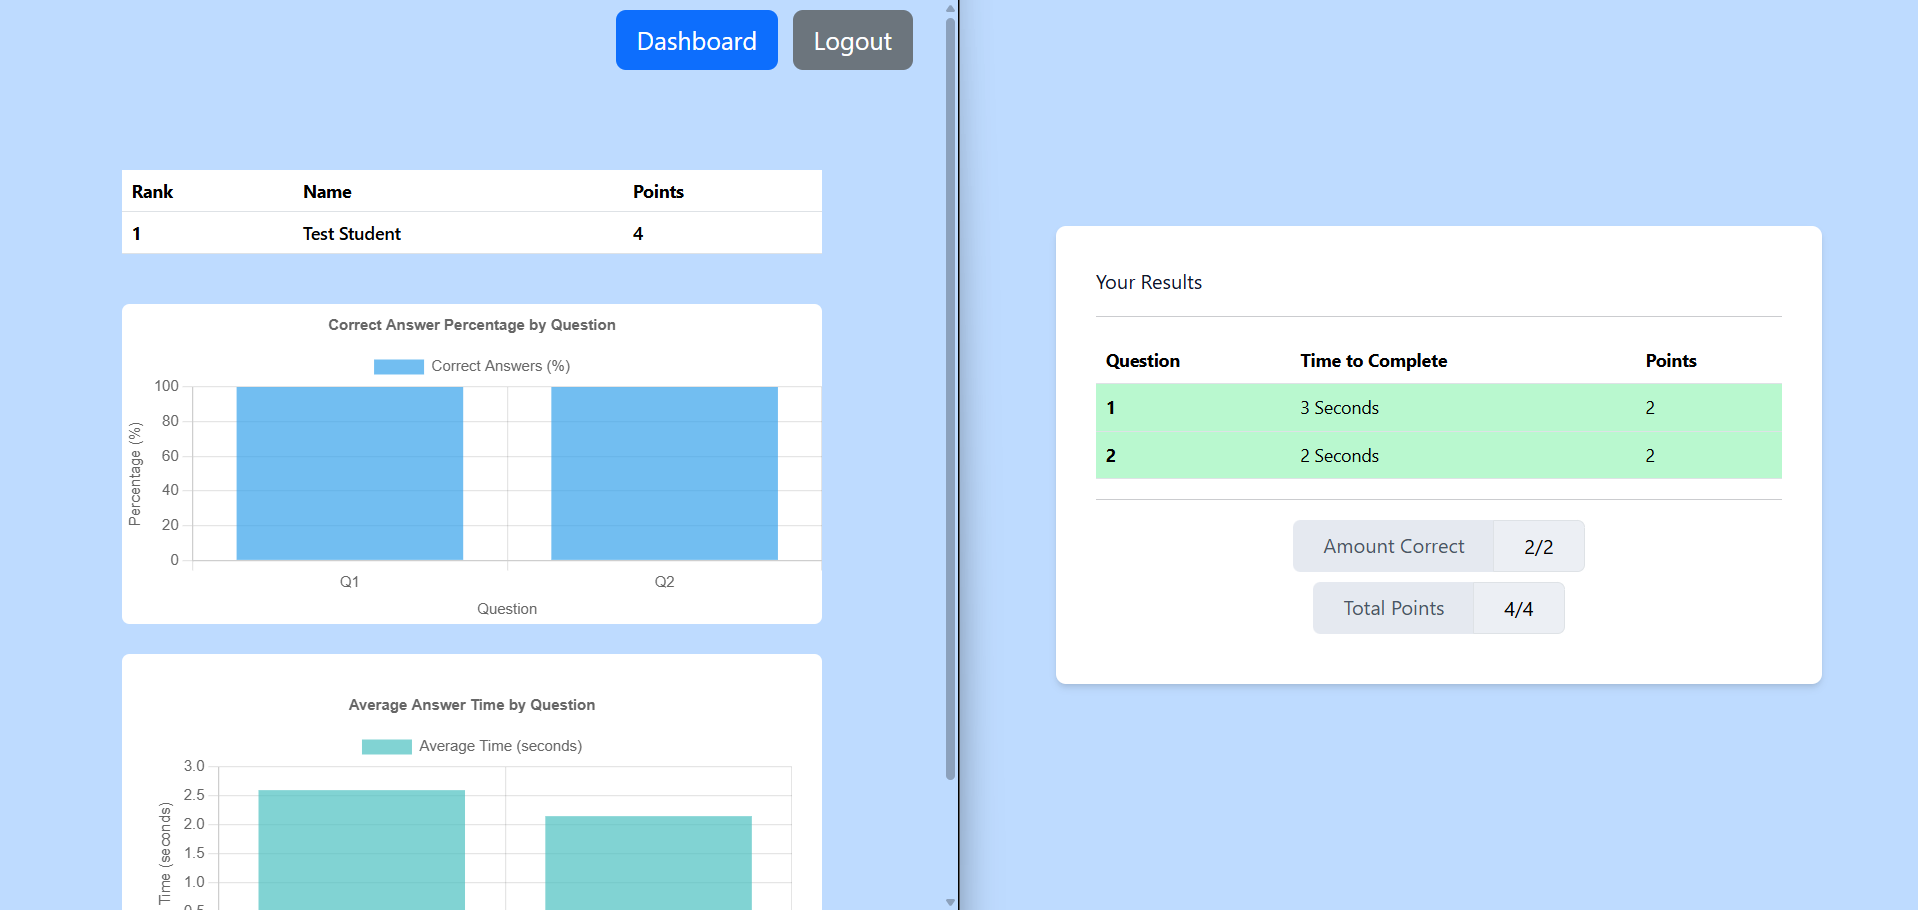 Dashboard Logout
Rank Name Points
1 Test Student 4
Correct Answer Percentage by Question
Correct Answers (%)
100
80
60
40
20
0
Percentage (%)
Q1 Q2
Question
Average Answer Time by Question
Average Time (seconds)
3.0
2.5
2.0
1.5
1.0
0.5
Time (seconds)
Your Results
Question Time to Complete Points
1 3 Seconds 2
2 2 Seconds 2
Amount Correct 2/2
Total Points 4/4